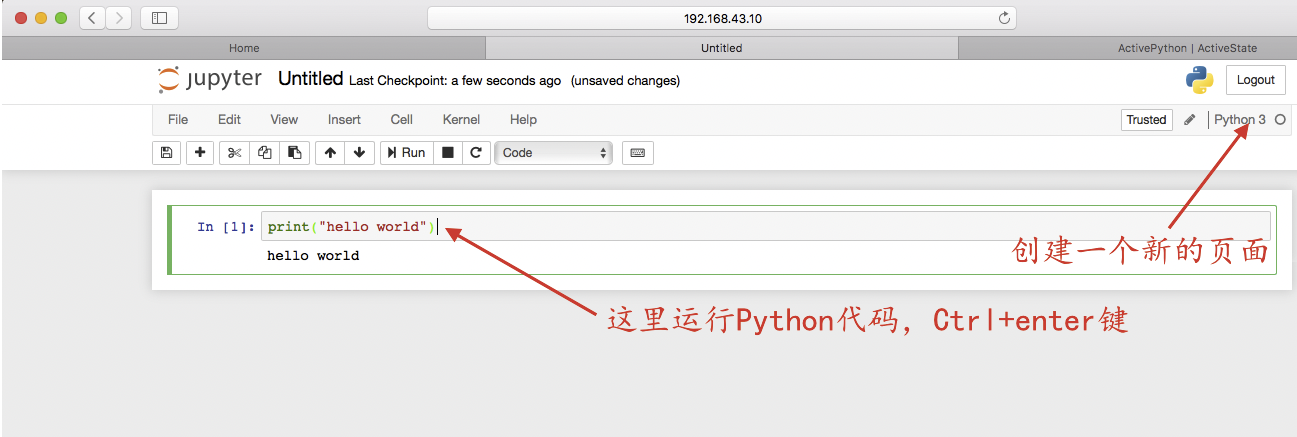 192.168.43.10
Home
Untitled
ActivePython | ActiveState
jupyter Untitled Last Checkpoint: a few seconds ago (unsaved changes)
Logout
File Edit View Insert Cell Kernel Help
Trusted
Python 3
Run
Code
In [1]: print("hello world")
hello world
创建一个新的页面
这里运行Python代码，Ctrl+enter键